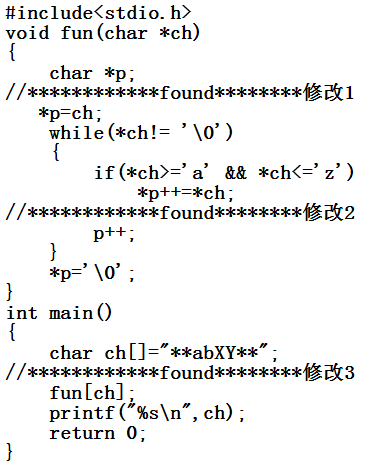 #include<stdio.h>
void fun(char *ch)
{
    char *p;
//************found********修改1
   *p=ch;
    while(*ch!= '\0')
    {
        if(*ch>='a' && *ch<='z')
            *p++=*ch;
//************found********修改2
        p++;
    }
    *p='\0';
}
int main()
{
    char ch[]="**abXY**";
//************found********修改3
    fun[ch];
    printf("%s\n",ch);
    return 0;
}